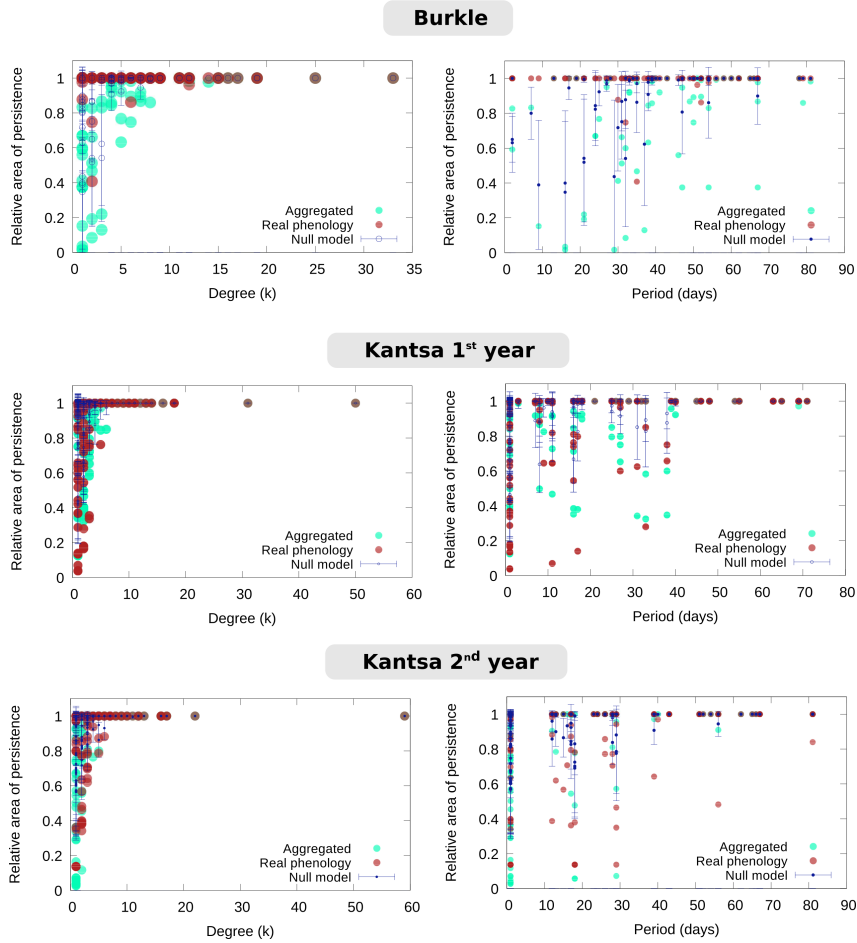 Burkle
Relative area of persistence
1
0.8
0.6
0.4
0.2
0
Aggregated
Real phenology
Null model
0 5 10 15 20 25 30 35
Degree (k)
Relative area of persistence
1
0.8
0.6
0.4
0.2
0
Aggregated
Real phenology
Null model
0 10 20 30 40 50 60 70 80 90
Period (days)
Kantsa 1st year
Relative area of persistence
1
0.8
0.6
0.4
0.2
0
Aggregated
Real phenology
Null model
0 10 20 30 40 50 60
Degree (k)
Relative area of persistence
1
0.8
0.6
0.4
0.2
0
Aggregated
Real phenology
Null model
0 10 20 30 40 50 60 70 80
Period (days)
Kantsa 2nd year
Relative area of persistence
1
0.8
0.6
0.4
0.2
0
Aggregated
Real phenology
Null model
0 10 20 30 40 50 60
Degree (k)
Relative area of persistence
1
0.8
0.6
0.4
0.2
0
Aggregated
Real phenology
Null model
0 10 20 30 40 50 60 70 80 90
Period (days)